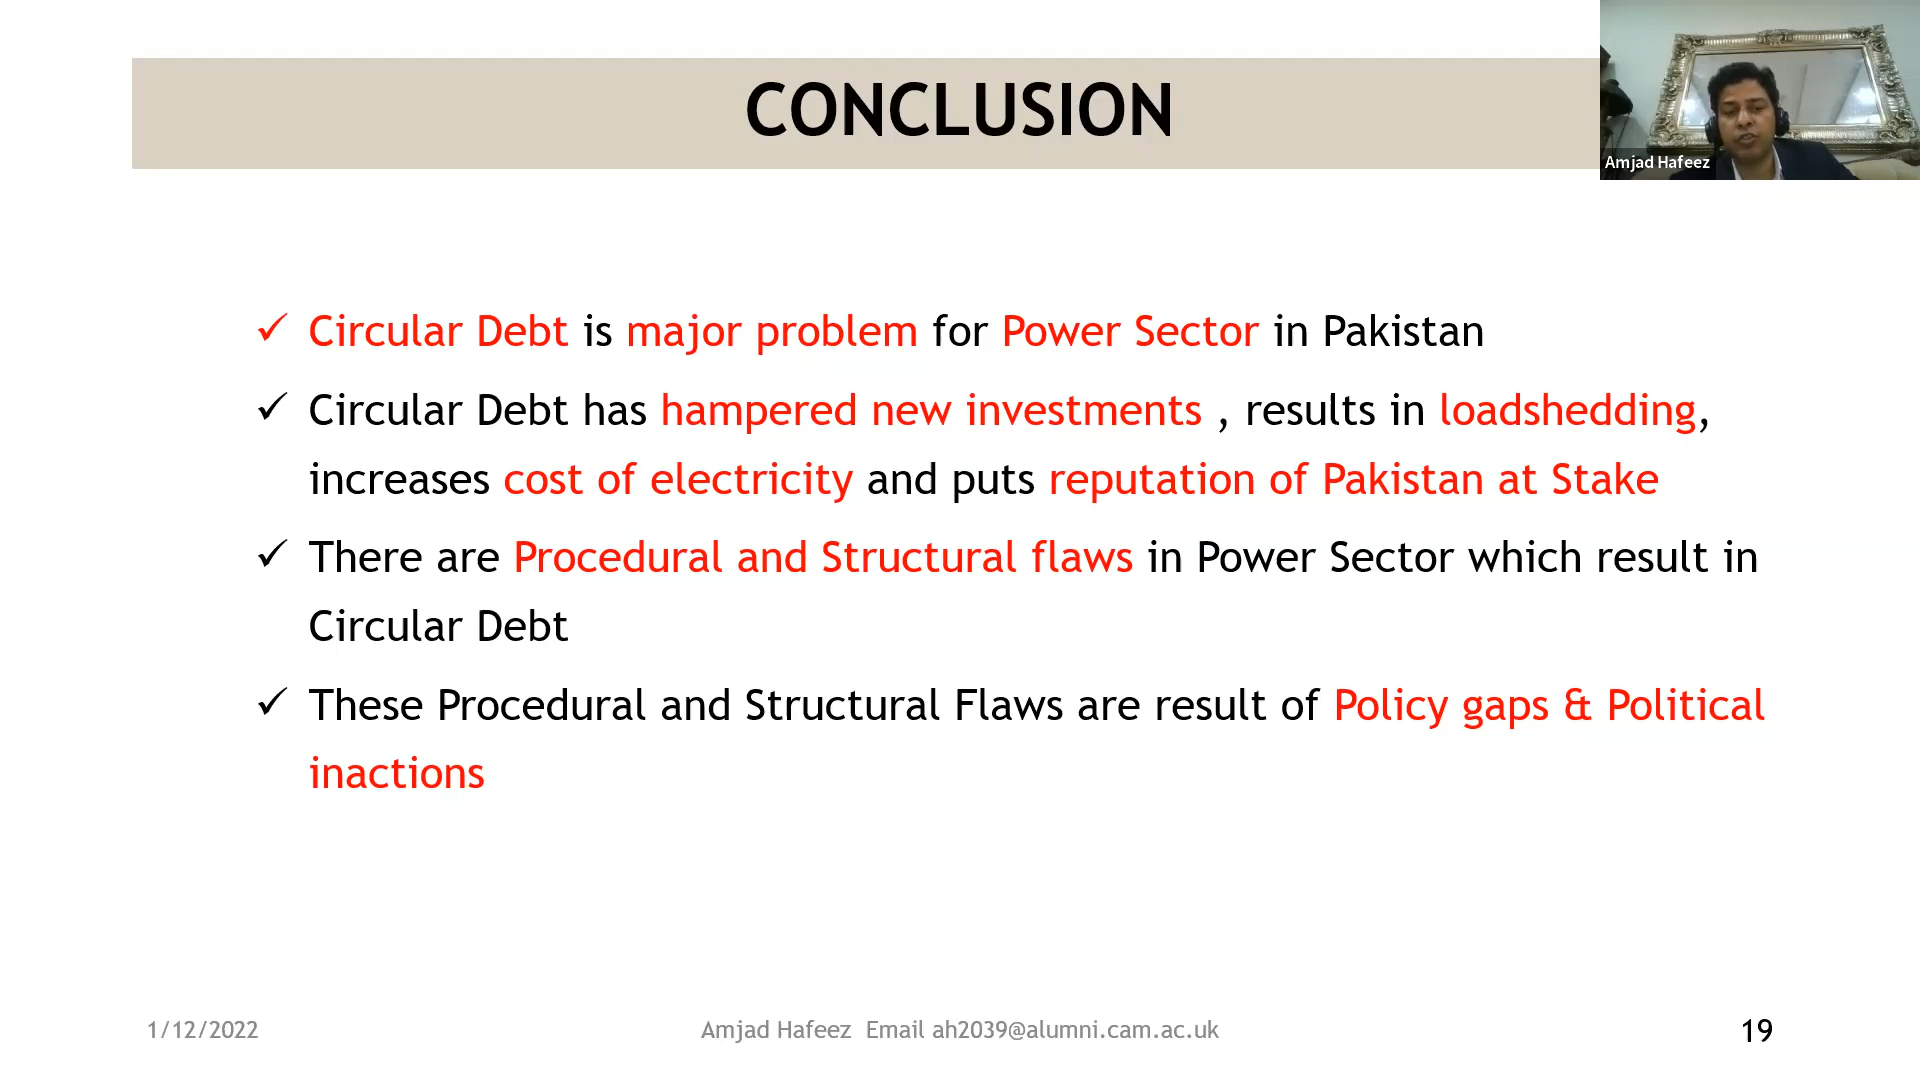 CONCLUSION
Amjad Hafeez
✓ Circular Debt is major problem for Power Sector in Pakistan
✓ Circular Debt has hampered new investments , results in loadshedding,
increases cost of electricity and puts reputation of Pakistan at Stake
✓ There are Procedural and Structural flaws in Power Sector which result in
Circular Debt
✓ These Procedural and Structural Flaws are result of Policy gaps & Political
inactions
1/12/2022
Amjad Hafeez Email ah2039@alumni.cam.ac.uk
19